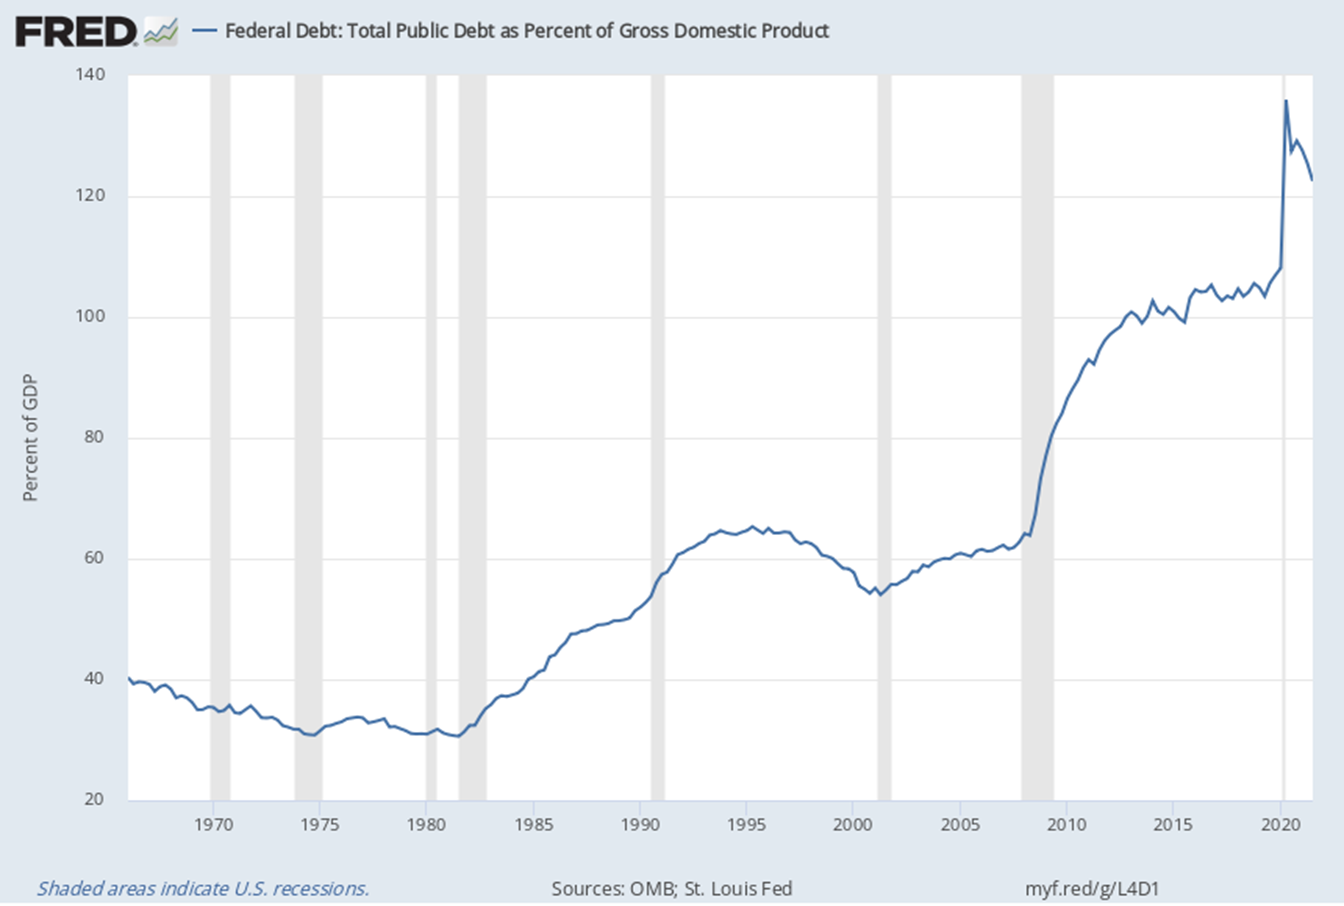 FRED
Federal Debt: Total Public Debt as Percent of Gross Domestic Product
140
120
100
80
60
40
20
Percent of GDP
1970 1975 1980 1985 1990 1995 2000 2005 2010 2015 2020
Shaded areas indicate U.S. recessions. Sources: OMB; St. Louis Fed myf.red/g/L4D1